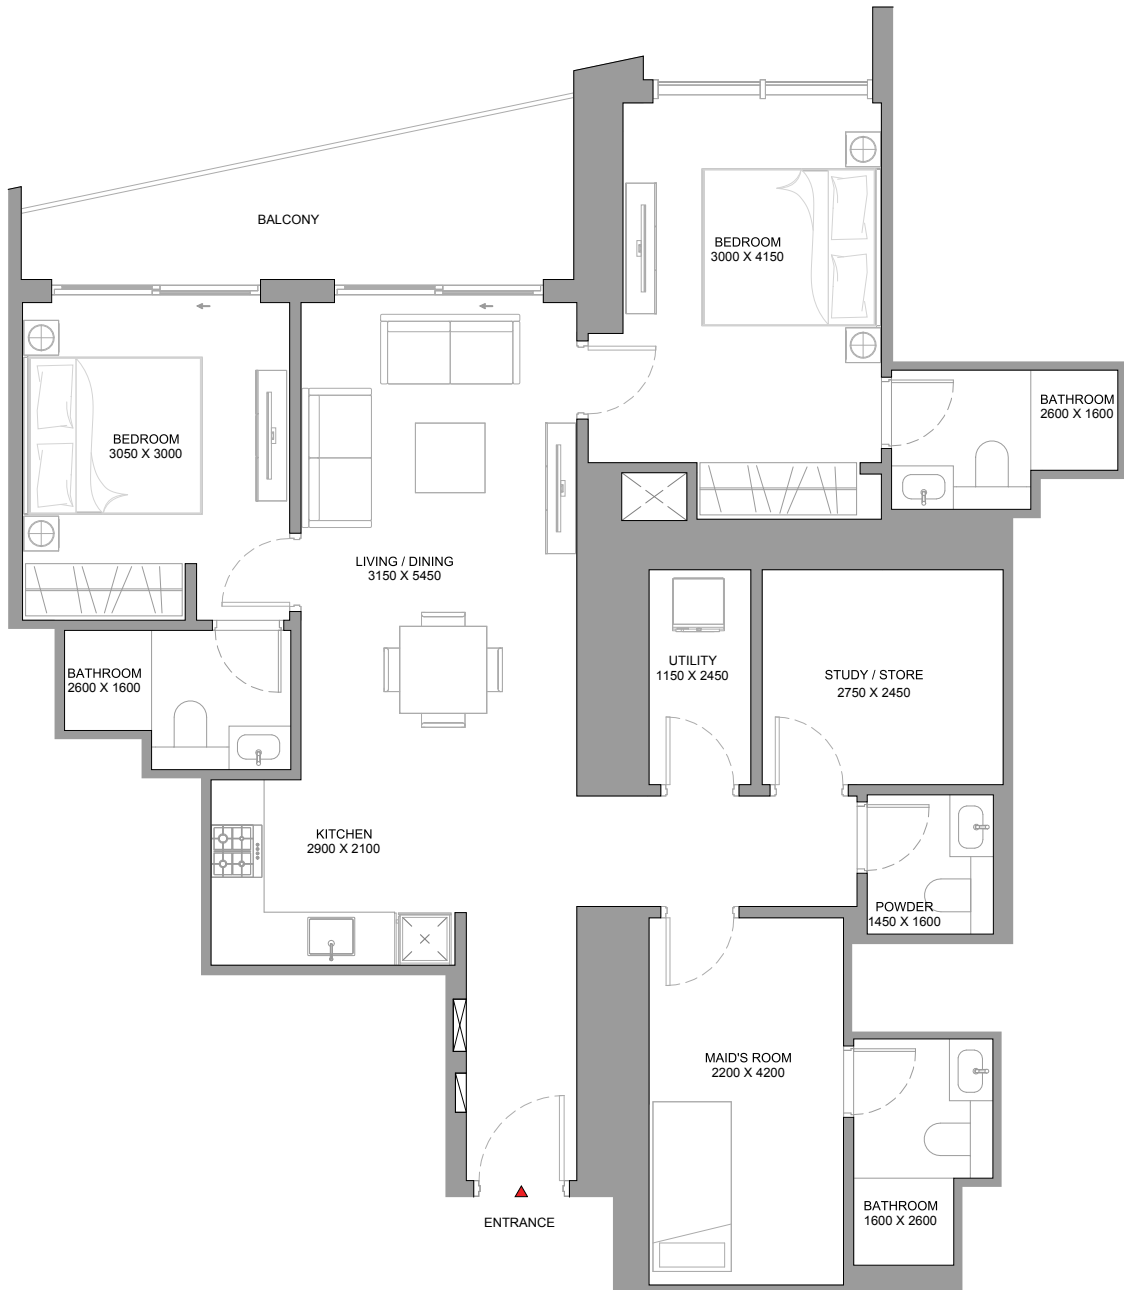 BALCONY
BEDROOM
3000 X 4150
BATHROOM
2600 X 1600
BEDROOM
3050 X 3000
LIVING / DINING
3150 X 5450
UTILITY
1150 X 2450
STUDY / STORE
2750 X 2450
BATHROOM
2600 X 1600
KITCHEN
2900 X 2100
POWDER
1450 X 1600
MAID'S ROOM
2200 X 4200
BATHROOM
1600 X 2600
ENTRANCE